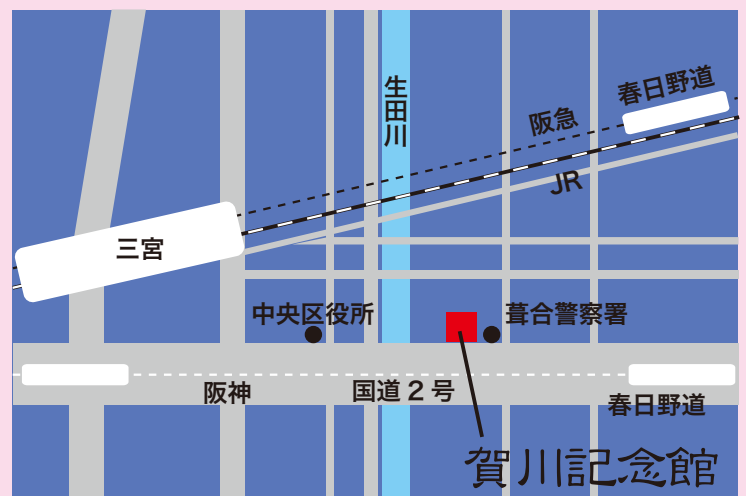 春日野道
生田川
阪急
JR
三宮
中央区役所
葺合警察署
阪神
国道2号
春日野道
賀川記念館